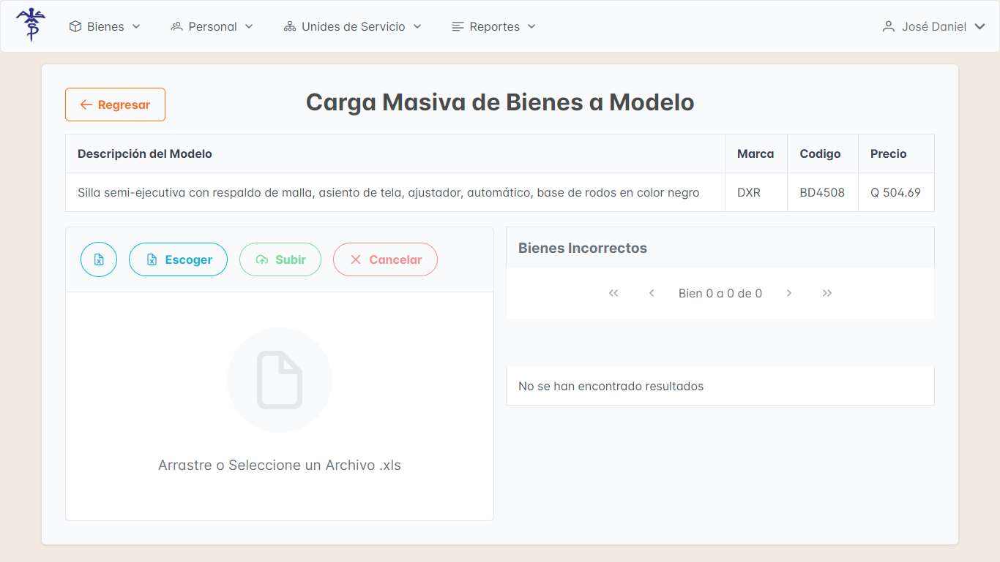 Bienes
Personal
Unides de Servicio
Reportes
José Daniel
Regresar
Carga Masiva de Bienes a Modelo
Descripción del Modelo Marca Codigo Precio
Silla semi-ejecutiva con respaldo de malla, asiento de tela, ajustador, automático, base de rodos en color negro DXR BD4508 Q 504.69
Escoger
Subir
Cancelar
Arrastre o Seleccione un Archivo .xls
Bienes Incorrectos
Bien 0 a 0 de 0
No se han encontrado resultados